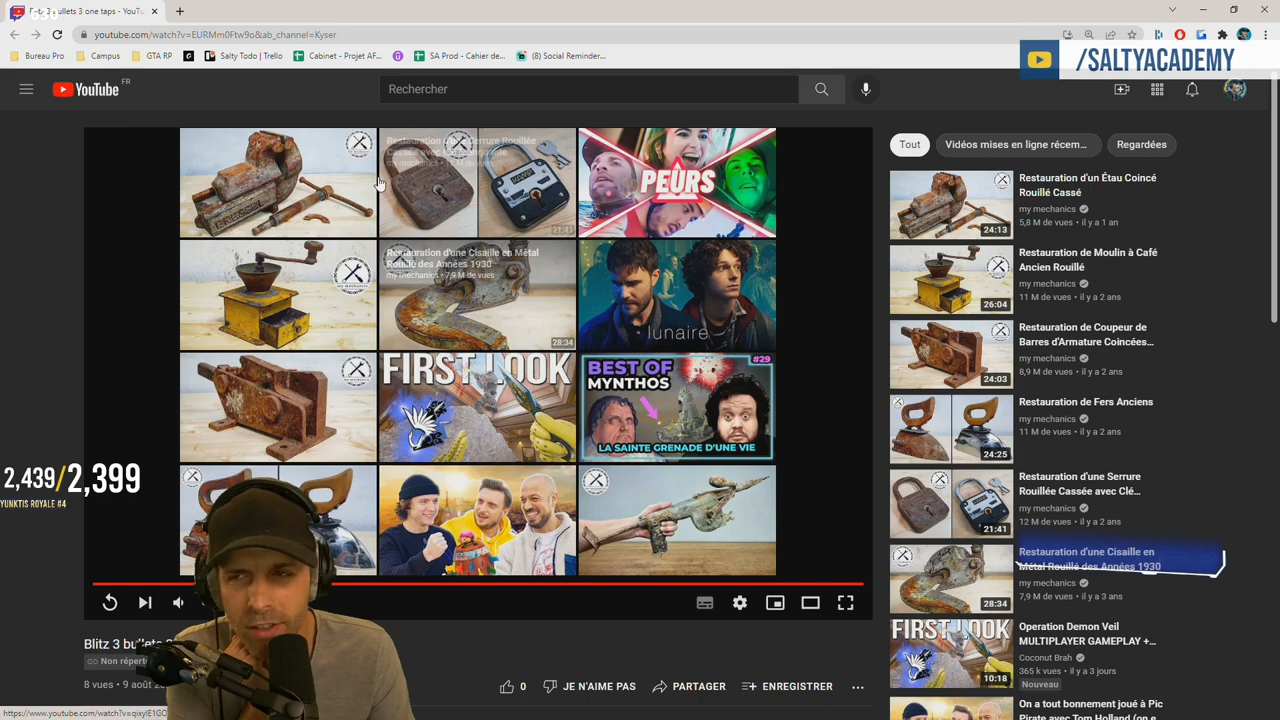 Blitz 3 bullets 3 one taps - YouTu
630
youtube.com/watch?v=EURMm0Ftw9o&ab_channel=Kyser
Bureau Pro
Campus
GTA RP
Salty Todo | Trello
Cabinet - Projet AF...
SA Prod - Cahier de...
(8) Social Reminder...
/SALTYACADEMY
YouTube FR
Rechercher
Tout
Vidéos mises en ligne récem...
Regardées
Restauration d'une Serrure Rouillée
my mechanics
21:41
PEURS
Restauration d'une Cisaille en Métal
Rouillé des Années 1930
my mechanics • 7,9 M de vues
28:34
lunaire
FIRST LOOK
BEST OF
MYNTHOS
#29
LA SAINTE GRENADE D'UNE VIE
2,439/2,399
YUNKTIS ROYALE #4
Blitz 3 bullets
Non répert
8 vues • 9 août
0
JE N'AIME PAS
PARTAGER
ENREGISTRER
Restauration d'un Étau Coincé
Rouillé Cassé
my mechanics
5,8 M de vues • il y a 1 an
24:13
Restauration de Moulin à Café
Ancien Rouillé
my mechanics
11 M de vues • il y a 2 ans
26:04
Restauration de Coupeur de
Barres d'Armature Coincées...
my mechanics
8,9 M de vues • il y a 2 ans
24:03
Restauration de Fers Anciens
my mechanics
11 M de vues • il y a 2 ans
24:25
Restauration d'une Serrure
Rouillée Cassée avec Clé...
my mechanics
12 M de vues • il y a 2 ans
21:41
Restauration d'une Cisaille en
Métal Rouillé des Années 1930
my mechanics
7,9 M de vues • il y a 3 ans
28:34
Operation Demon Veil
MULTIPLAYER GAMEPLAY +...
Coconut Brah
365 k vues • il y a 3 jours
Nouveau
FIRST LOOK
10:18
On a tout bonnement joué à Pic
Pirate avec Tom Holland (on e